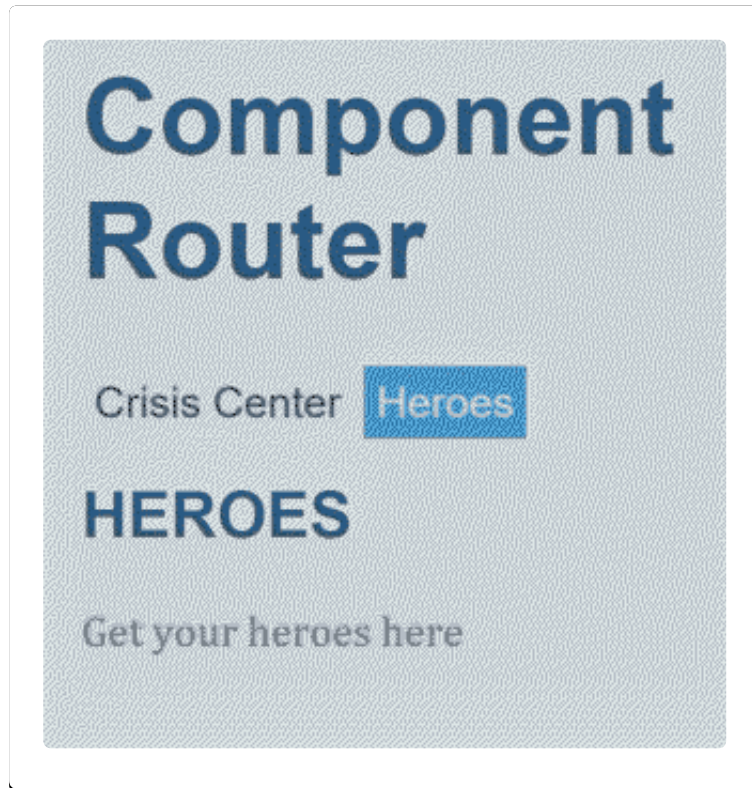 Component
Router
Crisis Center Heroes
HEROES
Get your heroes here